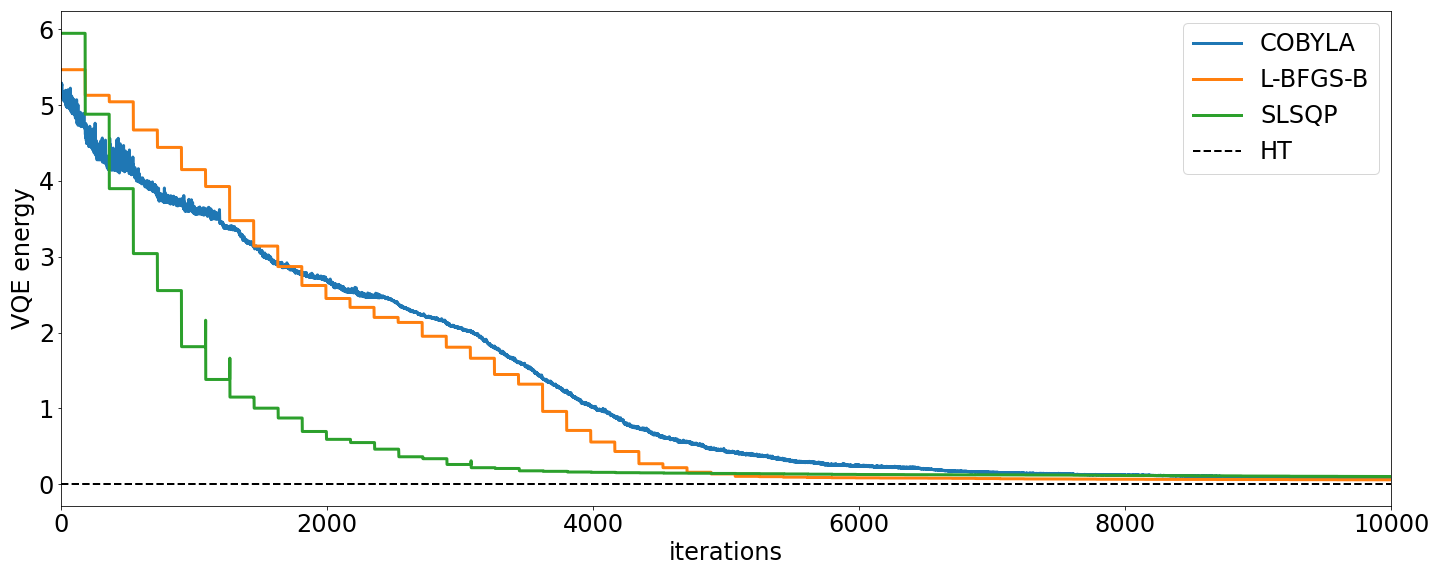 6
5
4
3
2
1
0
VQE energy
0 2000 4000 6000 8000 10000
iterations
COBYLA
L-BFGS-B
SLSQP
HT